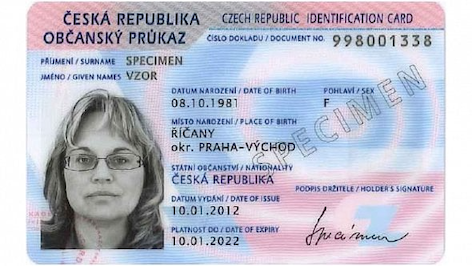 ČESKÁ REPUBLIKA
OBČANSKÝ PRŮKAZ
CZECH REPUBLIC IDENTIFICATION CARD
ČÍSLO DOKLADU / DOCUMENT NO. 998001338
PŘÍJMENÍ / SURNAME SPECIMEN
JMÉNO / GIVEN NAMES VZOR
DATUM NAROZENÍ / DATE OF BIRTH
POHLAVÍ / SEX
08.10.1981
F
MÍSTO NAROZENÍ / PLACE OF BIRTH
ŘÍČANY
okr. PRAHA-VÝCHOD
SPECIMEN
STÁTNÍ OBČANSTVÍ / NATIONALITY
ČESKÁ REPUBLIKA
DATUM VYDÁNÍ / DATE OF ISSUE
PODPIS DRŽITELE / HOLDER'S SIGNATURE
10.01.2012
PLATNOST DO / DATE OF EXPIRY
10.01.2022
Specimen